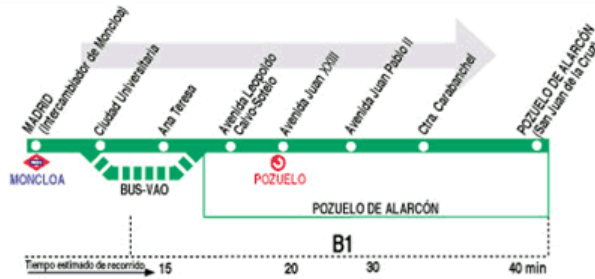 MADRID
(Intercambiador de Moncloa)
Ciudad Universitaria
Ana Teresa
Avenida Leopoldo
Calvo-Sotelo
Avenida Juan XXIII
Avenida Juan Pablo II
Ctra. Carabanchel
POZUELO DE ALARCÓN
(San Juan de la Cruz)
MONCLOA
BUS-VAO
POZUELO
POZUELO DE ALARCÓN
B1
Tiempo estimado de recorrido
15
20
30
40 min